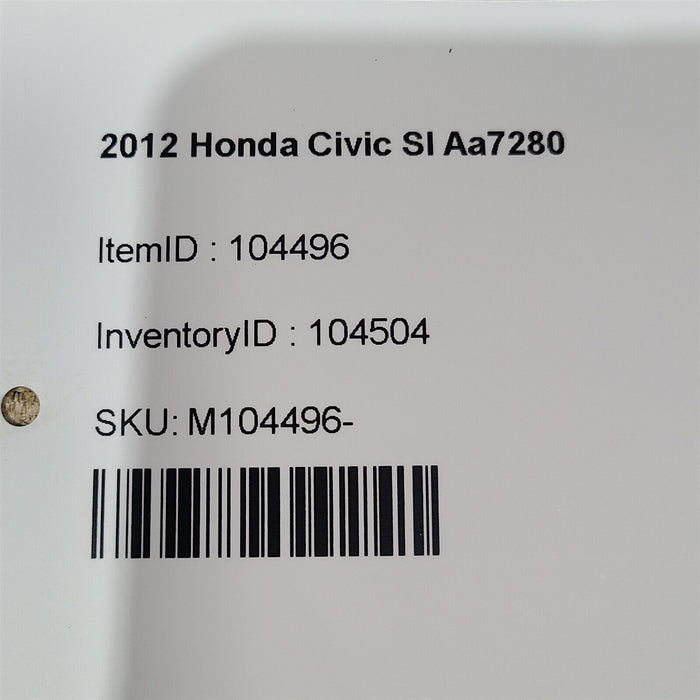 2012 Honda Civic SI Aa7280
ItemID : 104496
InventoryID : 104504
SKU: M104496-